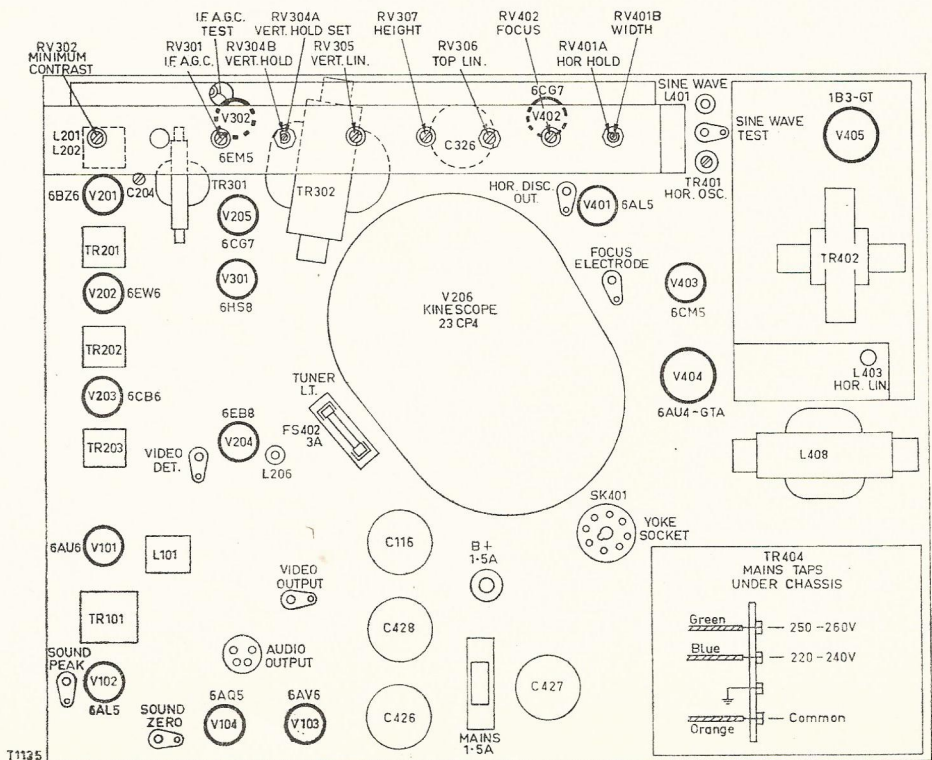 I.F. A.G.C.
TEST
RV304A
VERT. HOLD SET
RV307
HEIGHT
RV402
FOCUS
RV401B
WIDTH
RV302
MINIMUM
CONTRAST
RV301
I.F. A.G.C.
RV304B
VERT. HOLD
RV305
VERT. LIN.
RV306
TOP LIN.
RV401A
HOR HOLD
SINE WAVE
L401
6CG7
1B3-GT
V302
V402
SINE WAVE
TEST
V405
L201
L202
6EM5
C326
TR401
HOR. OSC.
C204
TR301
TR302
HOR. DISC.
OUT.
6BZ6
V201
V205
V401
6AL5
6CG7
TR201
FOCUS
ELECTRODE
TR402
V301
V403
V202
6EW6
6HS8
V206
KINESCOPE
23 CP4
6CM5
TR202
L403
HOR. LIN.
TUNER
L.T.
V404
V203
6CB6
6EB8
6AU4-GTA
V204
FS402
3A
TR203
VIDEO
DET.
L206
L408
SK401
YOKE
SOCKET
6AU6
V101
L101
C116
B+
1·5A
TR404
MAINS TAPS
UNDER CHASSIS
VIDEO
OUTPUT
TR101
C428
Green
250-260V
AUDIO
OUTPUT
Blue
220-240V
SOUND
PEAK
V102
6AL5
C427
6AQ5
6AV6
SOUND
ZERO
V104
V103
C426
Orange
Common
MAINS
1·5A
T1135